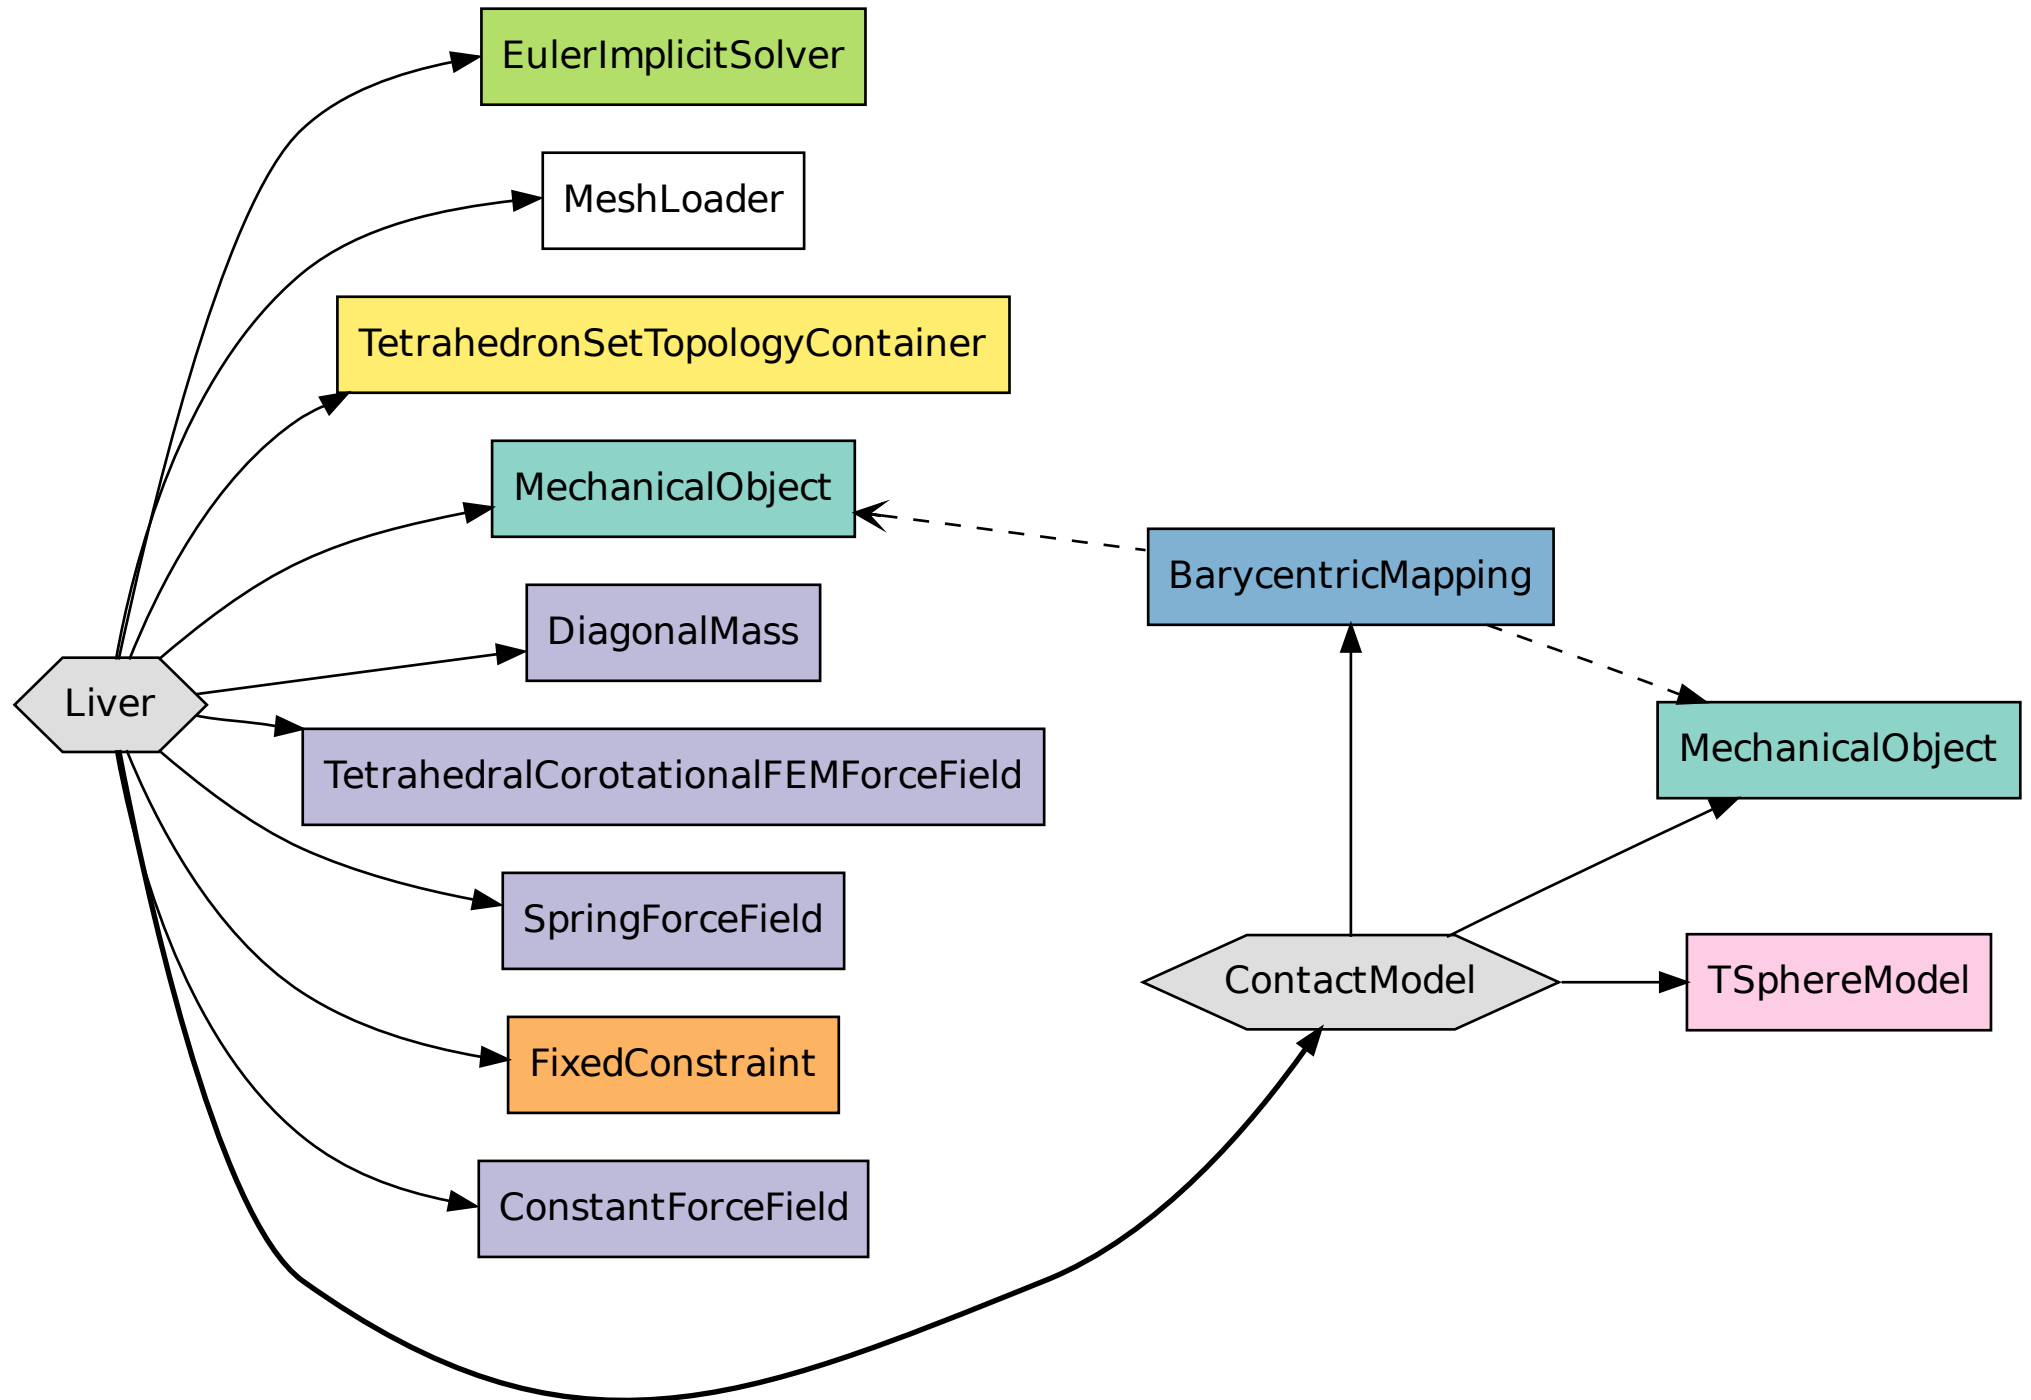 EulerImplicitSolver
MeshLoader
TetrahedronSetTopologyContainer
MechanicalObject
BarycentricMapping
DiagonalMass
Liver
MechanicalObject
TetrahedralCorotationalFEMForceField
SpringForceField
ContactModel
TSphereModel
FixedConstraint
ConstantForceField